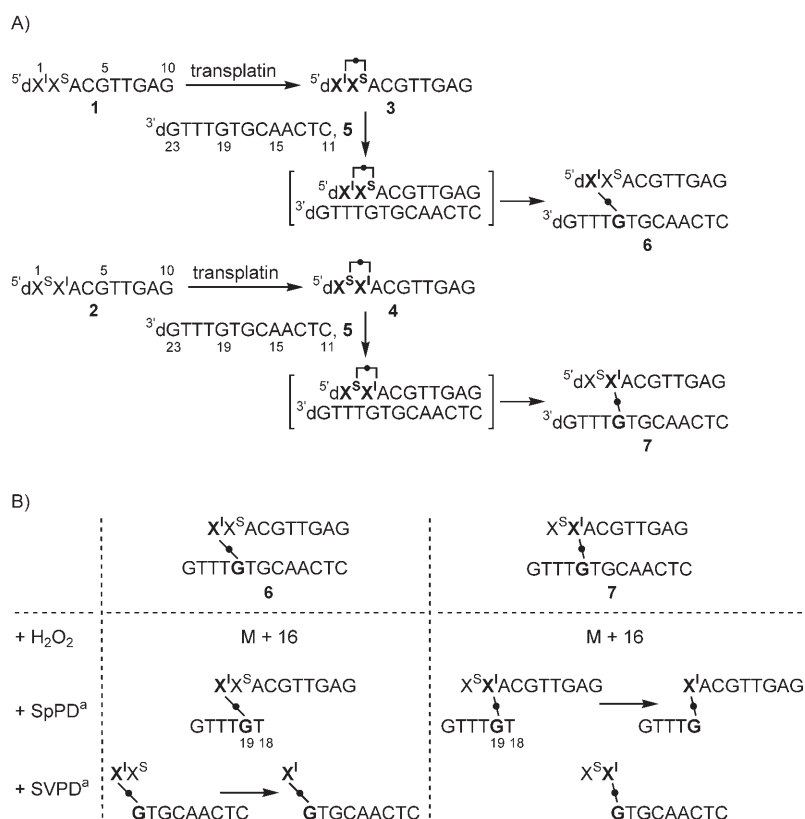 A)
1 5 10
5'dXᴵXˢACGTTGAG transplatin 5'dXᴵXˢACGTTGAG
1 3
3'dGTTTGTGCAACTC, 5
23 19 15 11
5'dXᴵXˢACGTTGAG
3'dGTTTGTGCAACTC
5'dXᴵXˢACGTTGAG
3'dGTTTGTGCAACTC
6
1 5 10
5'dXˢXᴵACGTTGAG transplatin 5'dXˢXᴵACGTTGAG
2 4
3'dGTTTGTGCAACTC, 5
23 19 15 11
5'dXˢXᴵACGTTGAG
3'dGTTTGTGCAACTC
5'dXˢXᴵACGTTGAG
3'dGTTTGTGCAACTC
7
B)
XᴵXˢACGTTGAG XˢXᴵACGTTGAG
GTTTGTGCAACTC GTTTGTGCAACTC
6 7
+ H₂O₂ M + 16 M + 16
XᴵXˢACGTTGAG XˢXᴵACGTTGAG XᴵACGTTGAG
+ SpPDᵃ
GTTTGT GTTTGT GTTTG
19 18 19 18
XᴵXˢ Xᴵ XˢXᴵ
+ SVPDᵃ
GTGCAACTC GTGCAACTC GTGCAACTC